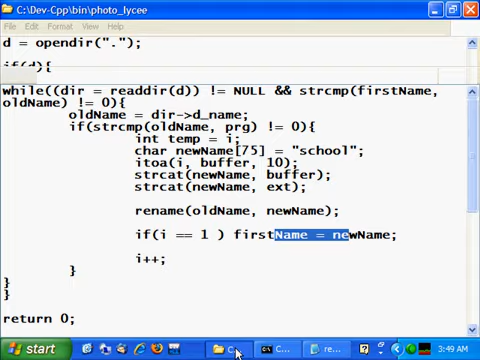 C:\Dev-Cpp\bin\photo_lycee
File Edit View Help
d = opendir(".");
if(d){
while((dir = readdir(d)) != NULL && strcmp(firstName,
oldName) != 0){
oldName = dir->d_name;
if(strcmp(oldName, prg) != 0){
int temp = i;
char newName[75] = "school";
itoa(i, buffer, 10);
strcat(newName, buffer);
strcat(newName, ext);
rename(oldName, newName);
if(i == 1 ) firstName = newName;
i++;
}
}
}
return 0;
start C... C... re... 3:49 AM